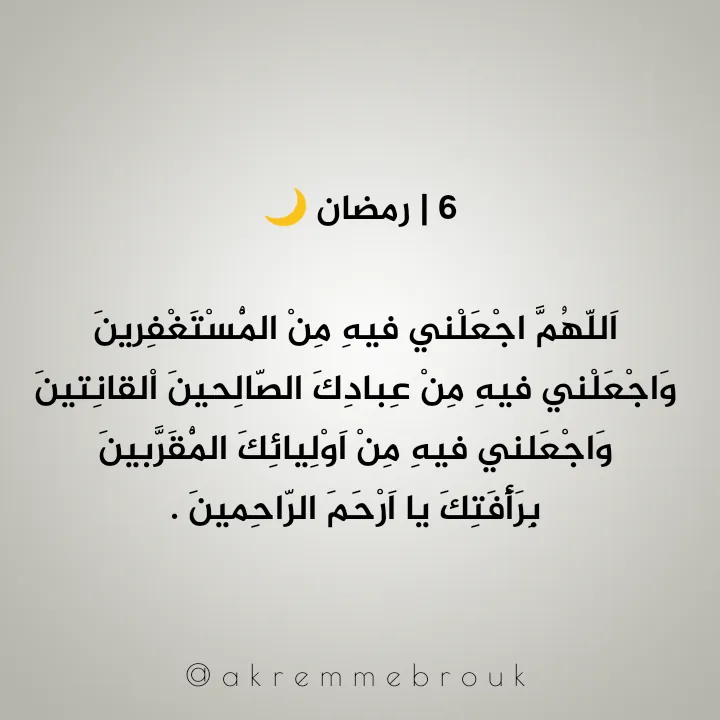 6 | رمضان 🌙
اَللّهُمَّ اجْعَلْني فيهِ مِنْ المُسْتَغْفِرينَ
وَاجْعَلْني فيهِ مِنْ عِبادِكَ الصّالِحينَ اْلقانِتينَ
وَاجْعَلني فيهِ مِنْ اَوْلِيائِكَ المُقَرَّبينَ
بِرَأْفَتِكَ يا اَرْحَمَ الرّاحِمينَ .
@akremmebrouk